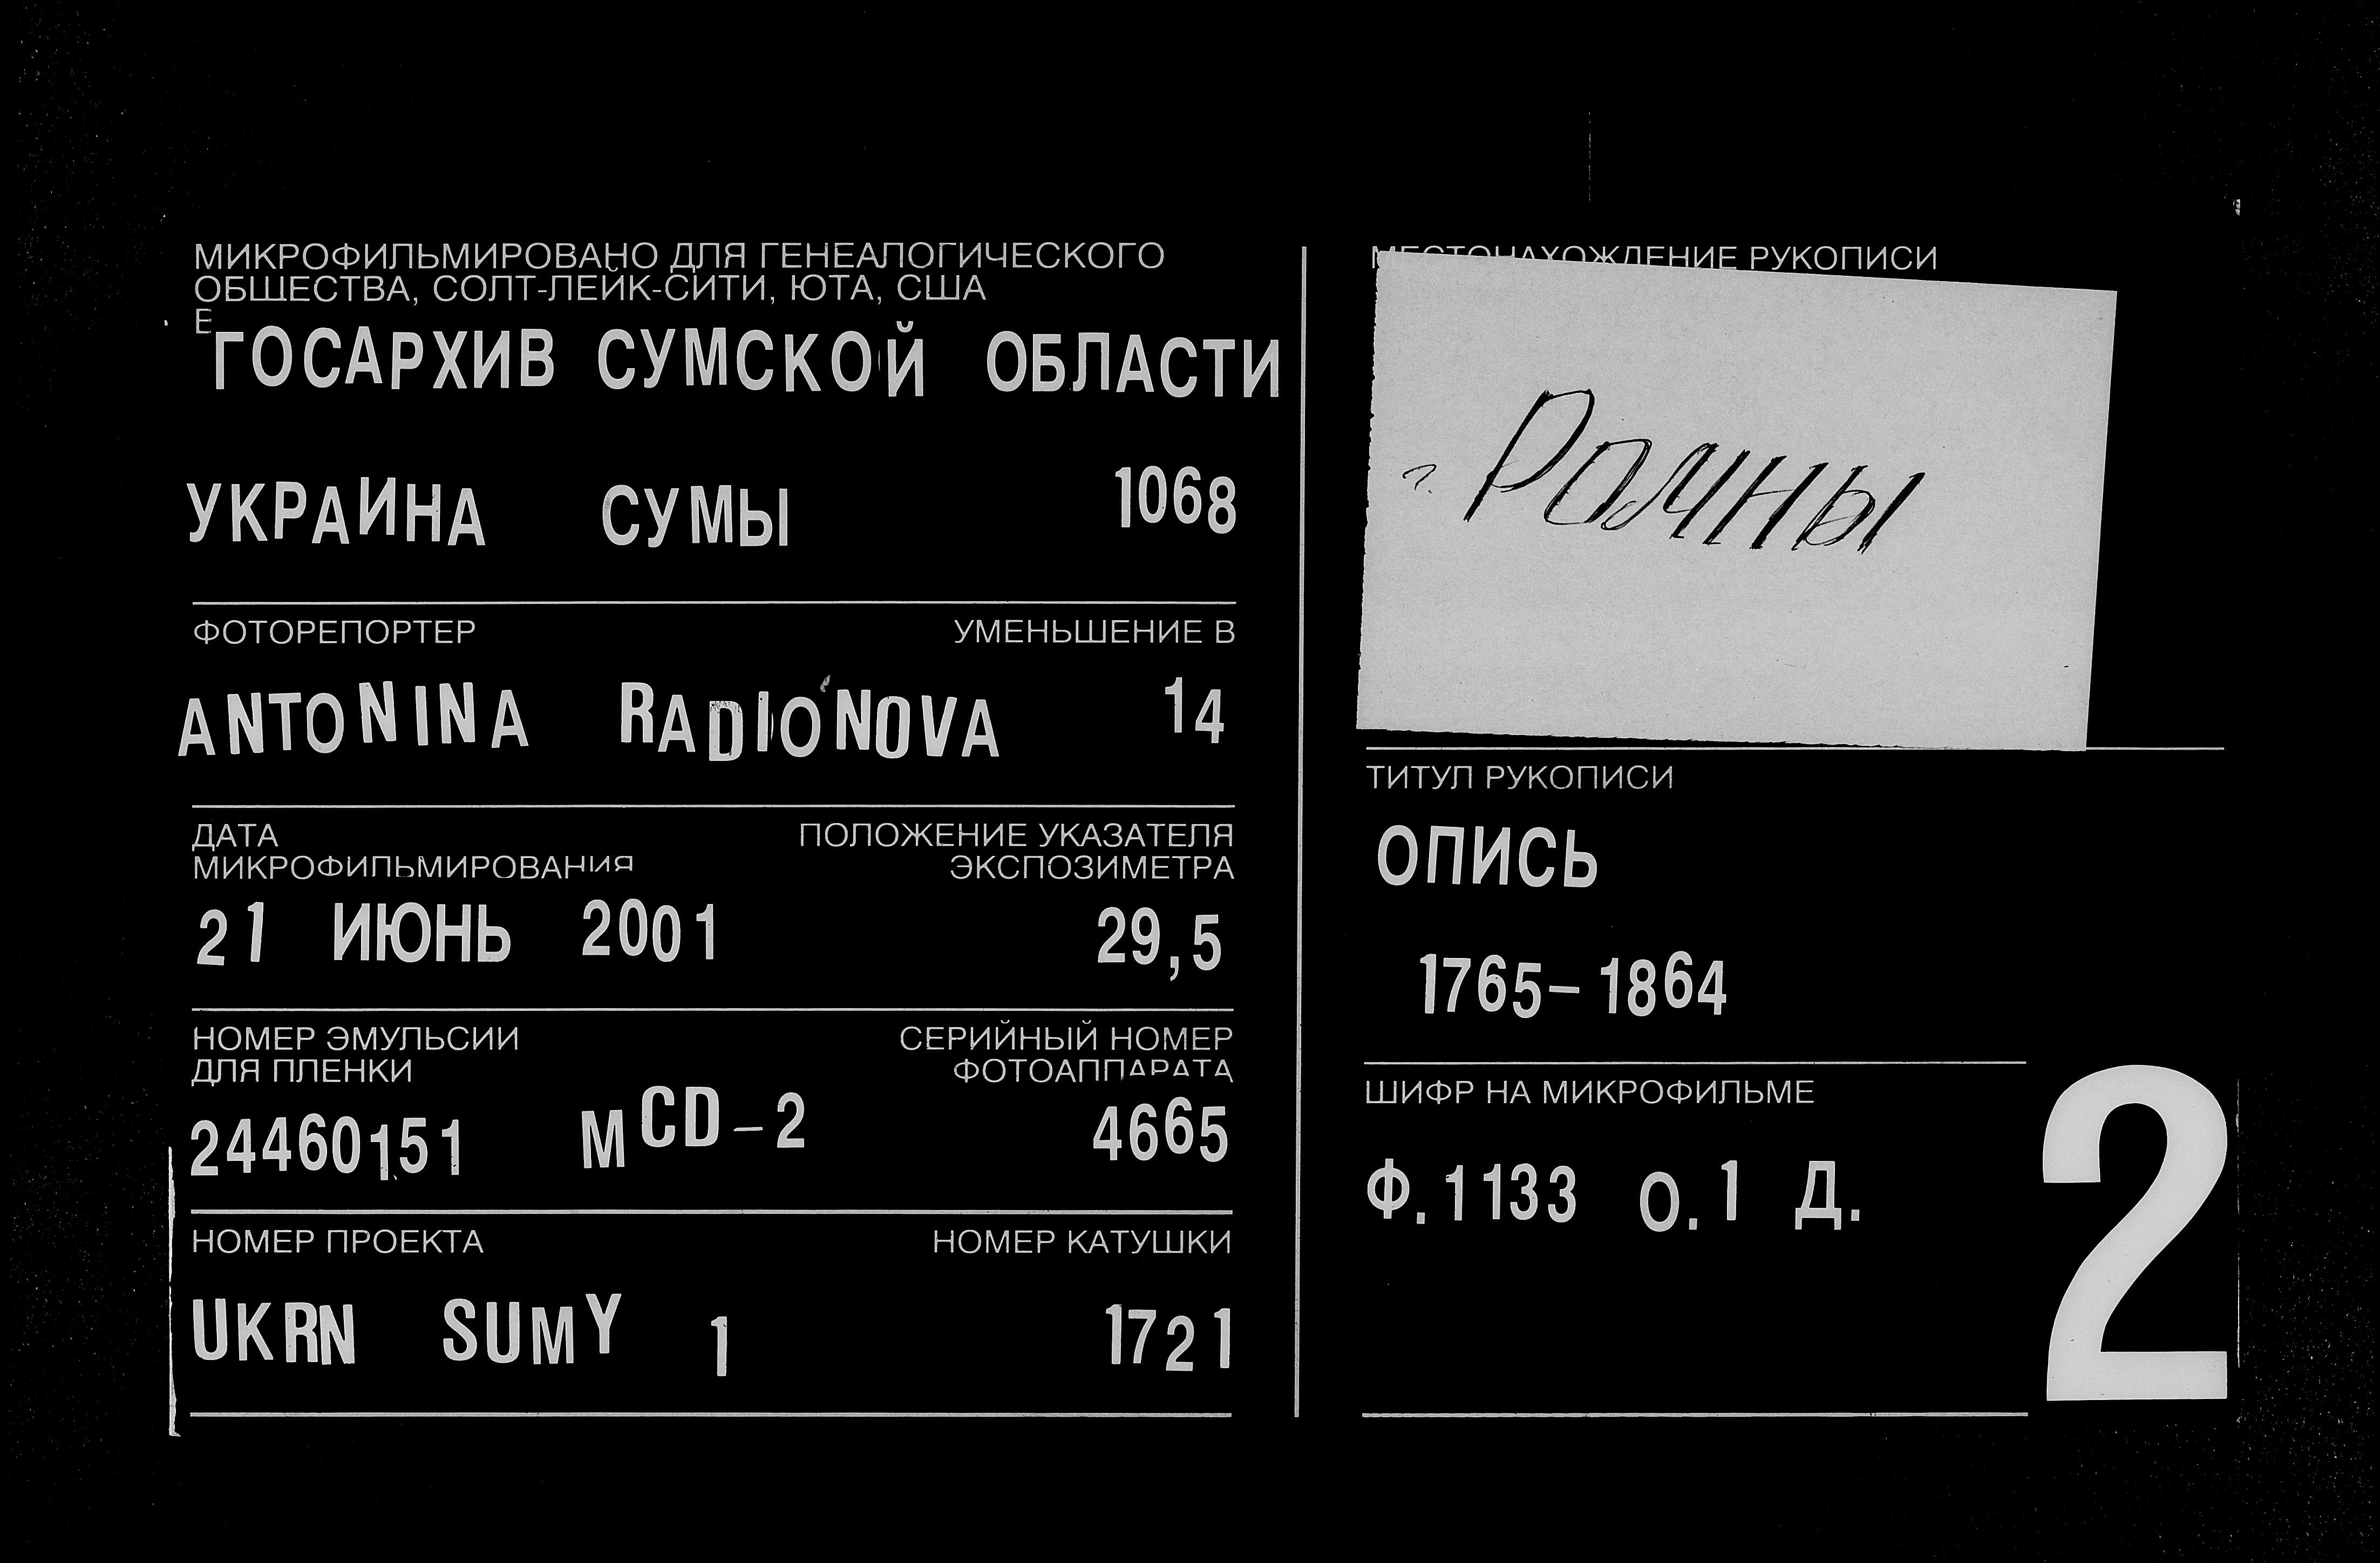 МИКРОФИЛЬМИРОВАНО ДЛЯ ГЕНЕАЛОГИЧЕСКОГО
ОБЩЕСТВА, СОЛТ-ЛЕЙК-СИТИ, ЮТА, США
Е
ГОСАРХИВ СУМСКОЙ ОБЛАСТИ
УКРАИНА СУМЫ 1068
ФОТОРЕПОРТЕР УМЕНЬШЕНИЕ В
ANTONINA RADIONOVA 14
ДАТА ПОЛОЖЕНИЕ УКАЗАТЕЛЯ
МИКРОФИЛЬМИРОВАНИЯ ЭКСПОЗИМЕТРА
21 ИЮНЬ 2001 29,5
НОМЕР ЭМУЛЬСИИ СЕРИЙНЫЙ НОМЕР
ДЛЯ ПЛЕНКИ ФОТОАППАРАТА
24460151 MCD-2 4665
НОМЕР ПРОЕКТА НОМЕР КАТУШКИ
UKRN SUMY 1 1721
МЕСТОНАХОЖДЕНИЕ РУКОПИСИ
г. Ромны
ТИТУЛ РУКОПИСИ
ОПИСЬ
1765-1864
ШИФР НА МИКРОФИЛЬМЕ
Ф.1133 О.1 Д.
2